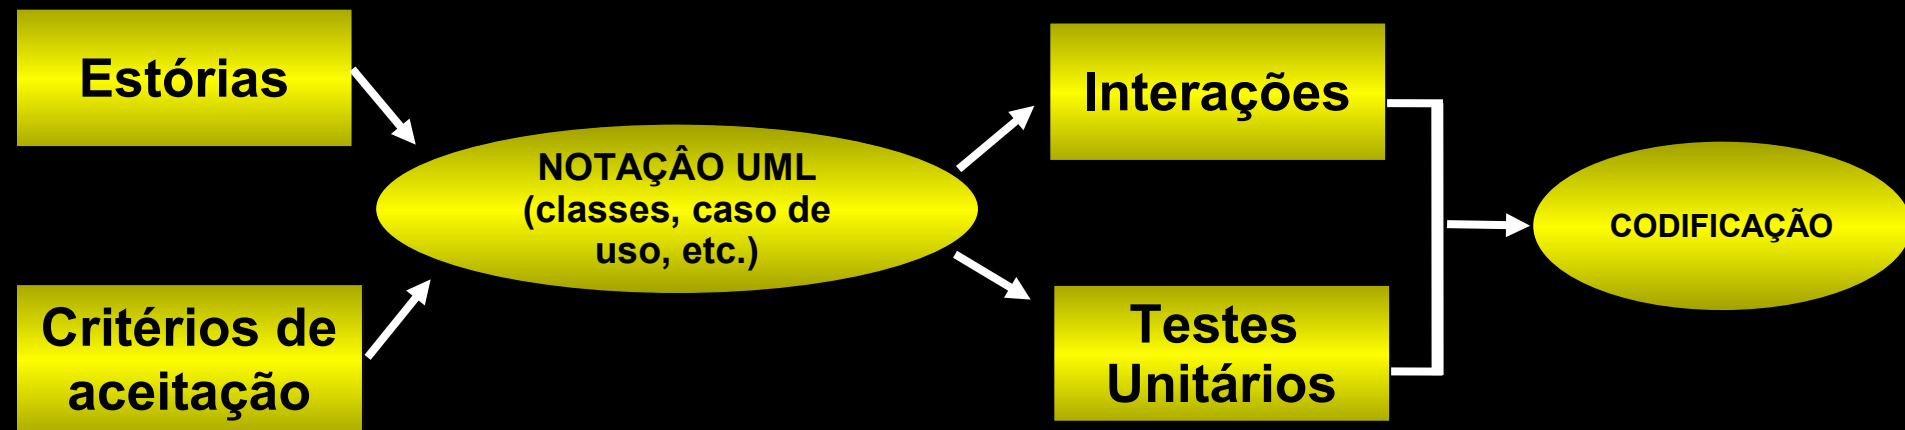 Estórias
Critérios de
aceitação
NOTAÇÂO UML
(classes, caso de
uso, etc.)
Interações
Testes
Unitários
CODIFICAÇÃO